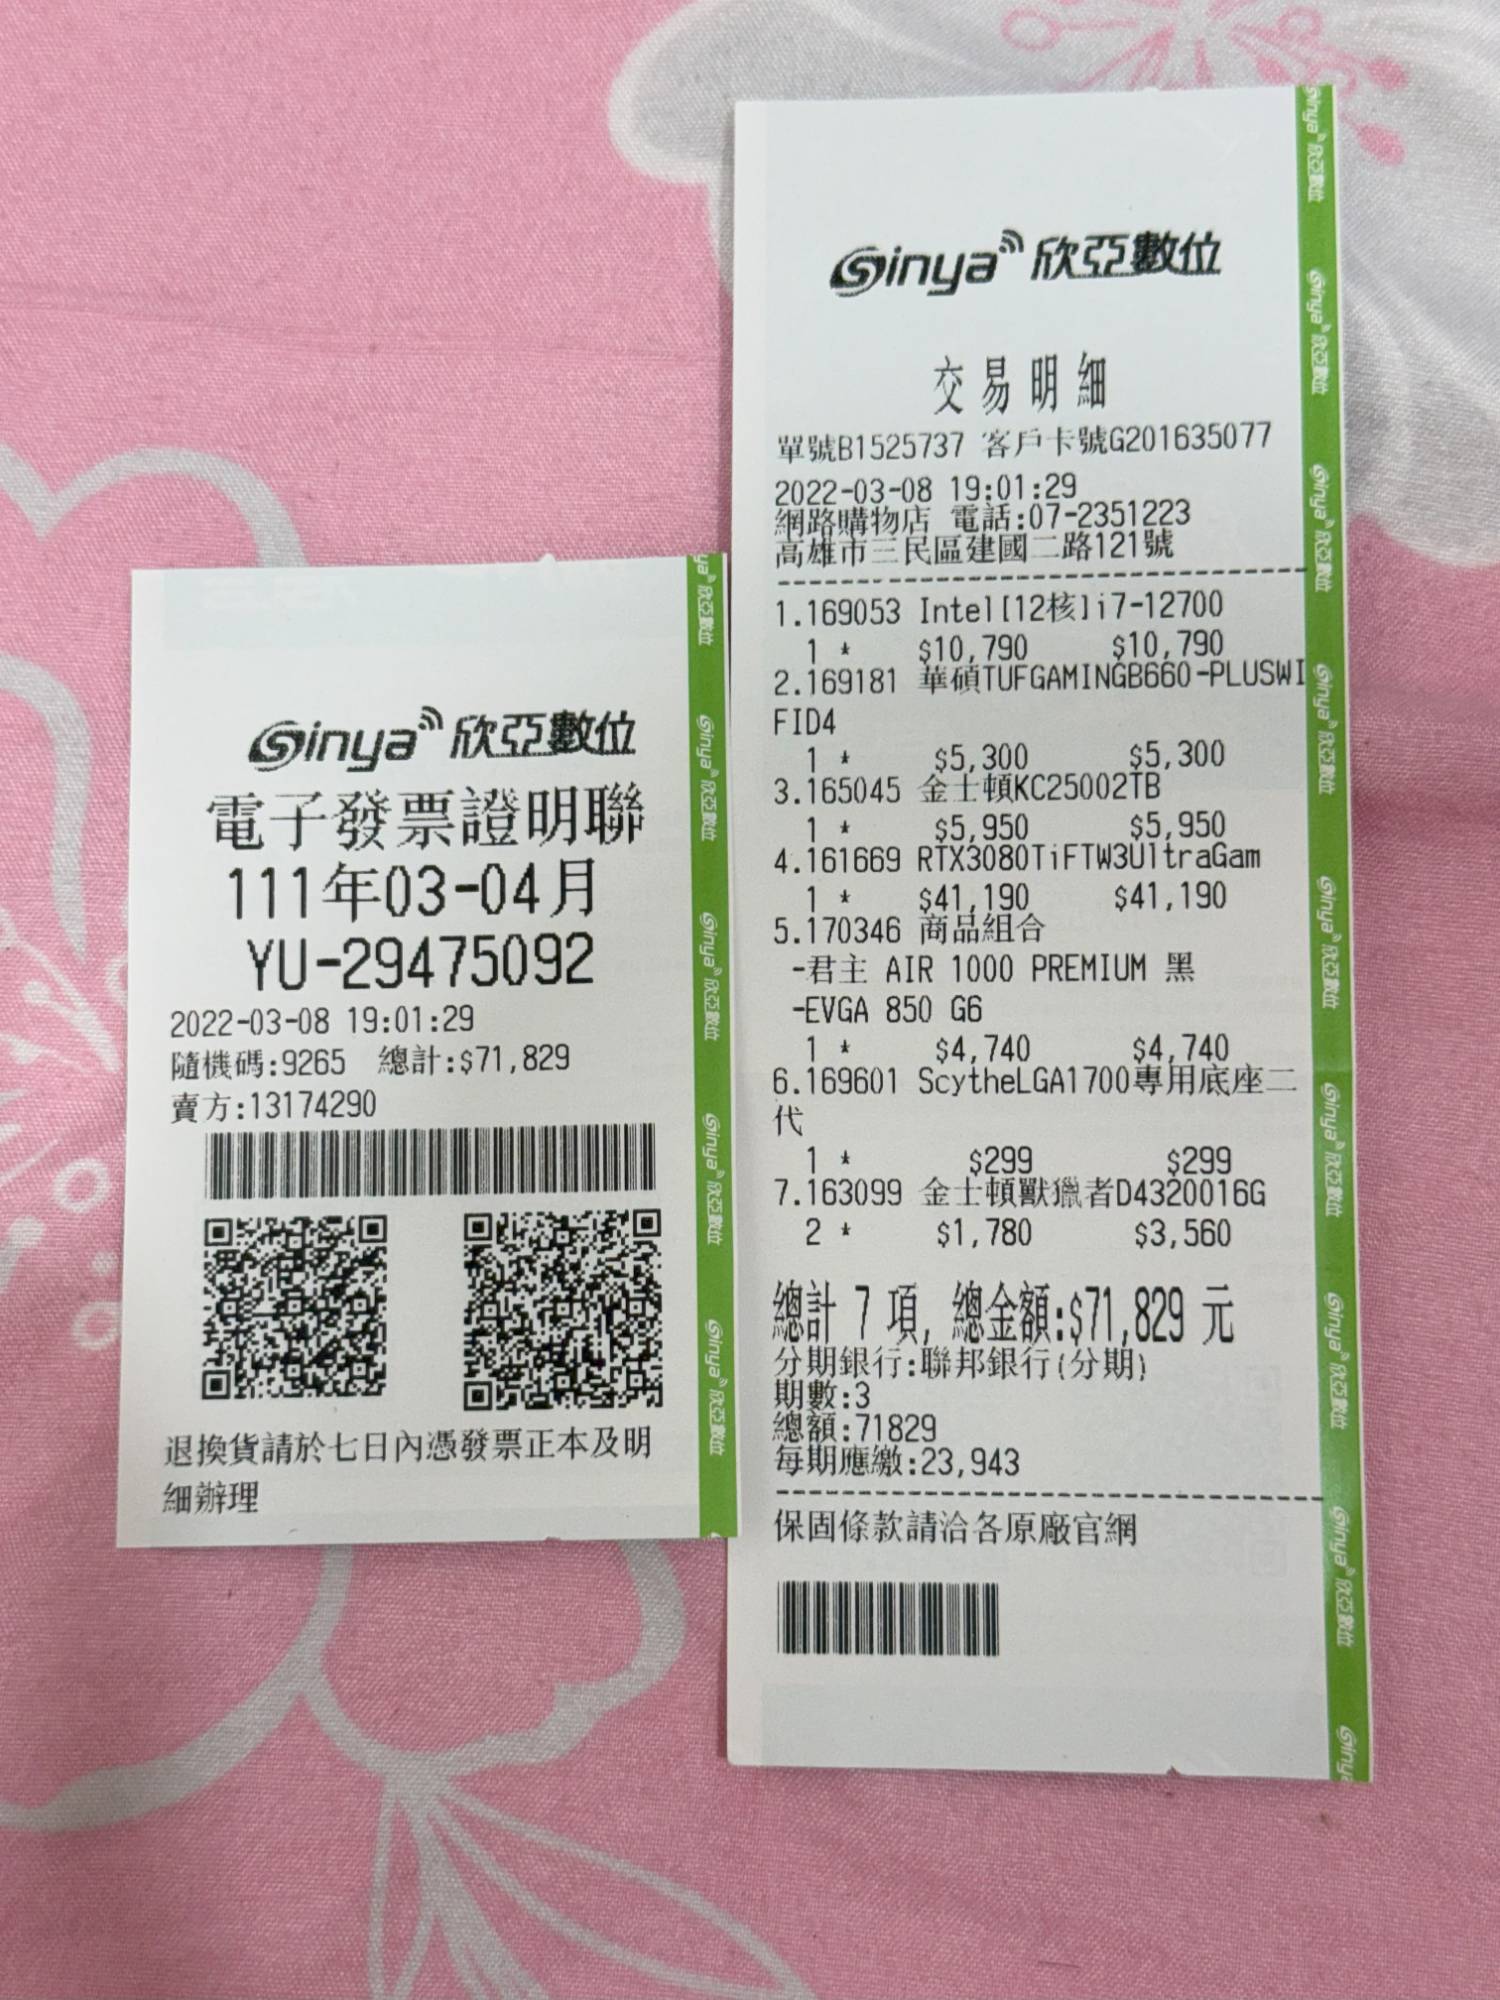 Sinya 欣亞數位
電子發票證明聯
111年03-04月
YU-29475092
2022-03-08 19:01:29
隨機碼:9265 總計:$71,829
賣方:13174290
退換貨請於七日內憑發票正本及明
細辦理
Sinya 欣亞數位
交易明細
單號B1525737 客戶卡號G201635077
2022-03-08 19:01:29
網路購物店 電話:07-2351223
高雄市三民區建國二路121號
1.169053 Intel[12核]i7-12700
1 * $10,790 $10,790
2.169181 華碩TUFGAMINGB660-PLUSWI
FID4
1 * $5,300 $5,300
3.165045 金士頓KC25002TB
1 * $5,950 $5,950
4.161669 RTX3080TiFTW3UltraGam
1 * $41,190 $41,190
5.170346 商品組合
-君主 AIR 1000 PREMIUM 黑
-EVGA 850 G6
1 * $4,740 $4,740
6.169601 ScytheLGA1700專用底座二
代
1 * $299 $299
7.163099 金士頓獸獵者D4320016G
2 * $1,780 $3,560
總計 7 項, 總金額:$71,829 元
分期銀行:聯邦銀行(分期)
期數:3
總額:71829
每期應繳:23,943
保固條款請洽各原廠官網